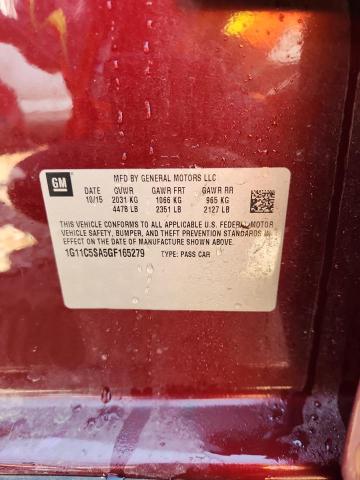 GM
MFD BY GENERAL MOTORS LLC
DATE GVWR GAWR FRT GAWR RR
10/15 2031 KG 1066 KG 965 KG
4478 LB 2351 LB 2127 LB
THIS VEHICLE CONFORMS TO ALL APPLICABLE U.S. FEDERAL MOTOR
VEHICLE SAFETY, BUMPER, AND THEFT PREVENTION STANDARDS IN
EFFECT ON THE DATE OF MANUFACTURE SHOWN ABOVE.
1G11C5SA5GF165279 TYPE: PASS CAR